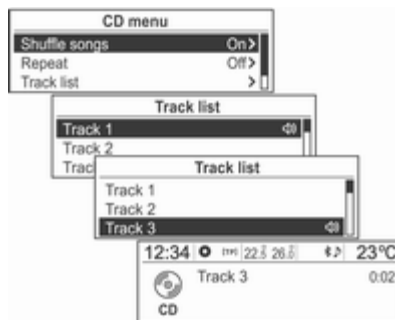 CD menu
Shuffle songs On
Repeat Off
Track list
Track list
Track 1
Track 2
Trac
Track list
Track 1
Track 2
Track 3
12:34 22.5 26.5 23°C
Track 3 0:02
CD